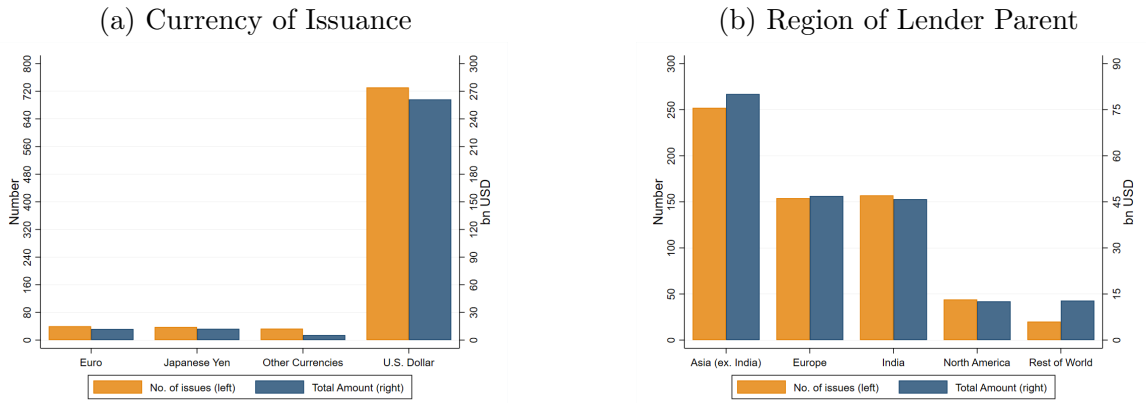 (a) Currency of Issuance
Number
0 80 160 240 320 400 480 560 640 720 800
0 30 60 90 120 150 180 210 240 270 300
bn USD
Euro Japanese Yen Other Currencies U.S. Dollar
No. of issues (left) Total Amount (right)
(b) Region of Lender Parent
Number
0 50 100 150 200 250 300
0 15 30 45 60 75 90
bn USD
Asia (ex. India) Europe India North America Rest of World
No. of issues (left) Total Amount (right)